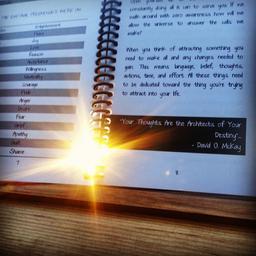 Enlightenment
Peace
Joy
Love
Reason
Acceptance
Willingness
Neutrality
Courage
Pride
Anger
Desire
Fear
Grief
Apathy
Guilt
Shame
7
constantly doing all it can to serve you. If we
walk around with zero awareness how will we
allow the universe to answer the calls we
make?
When you think of attracting something you
need to make all and any changes needed to
gain. This means language, belief, thoughts,
actions, time, and effort. All these things need
to be dedicated toward the thing you're trying
to attract into your life.
"Your Thoughts Are the Architects of Your
Destiny"...
- David O. McKay
8